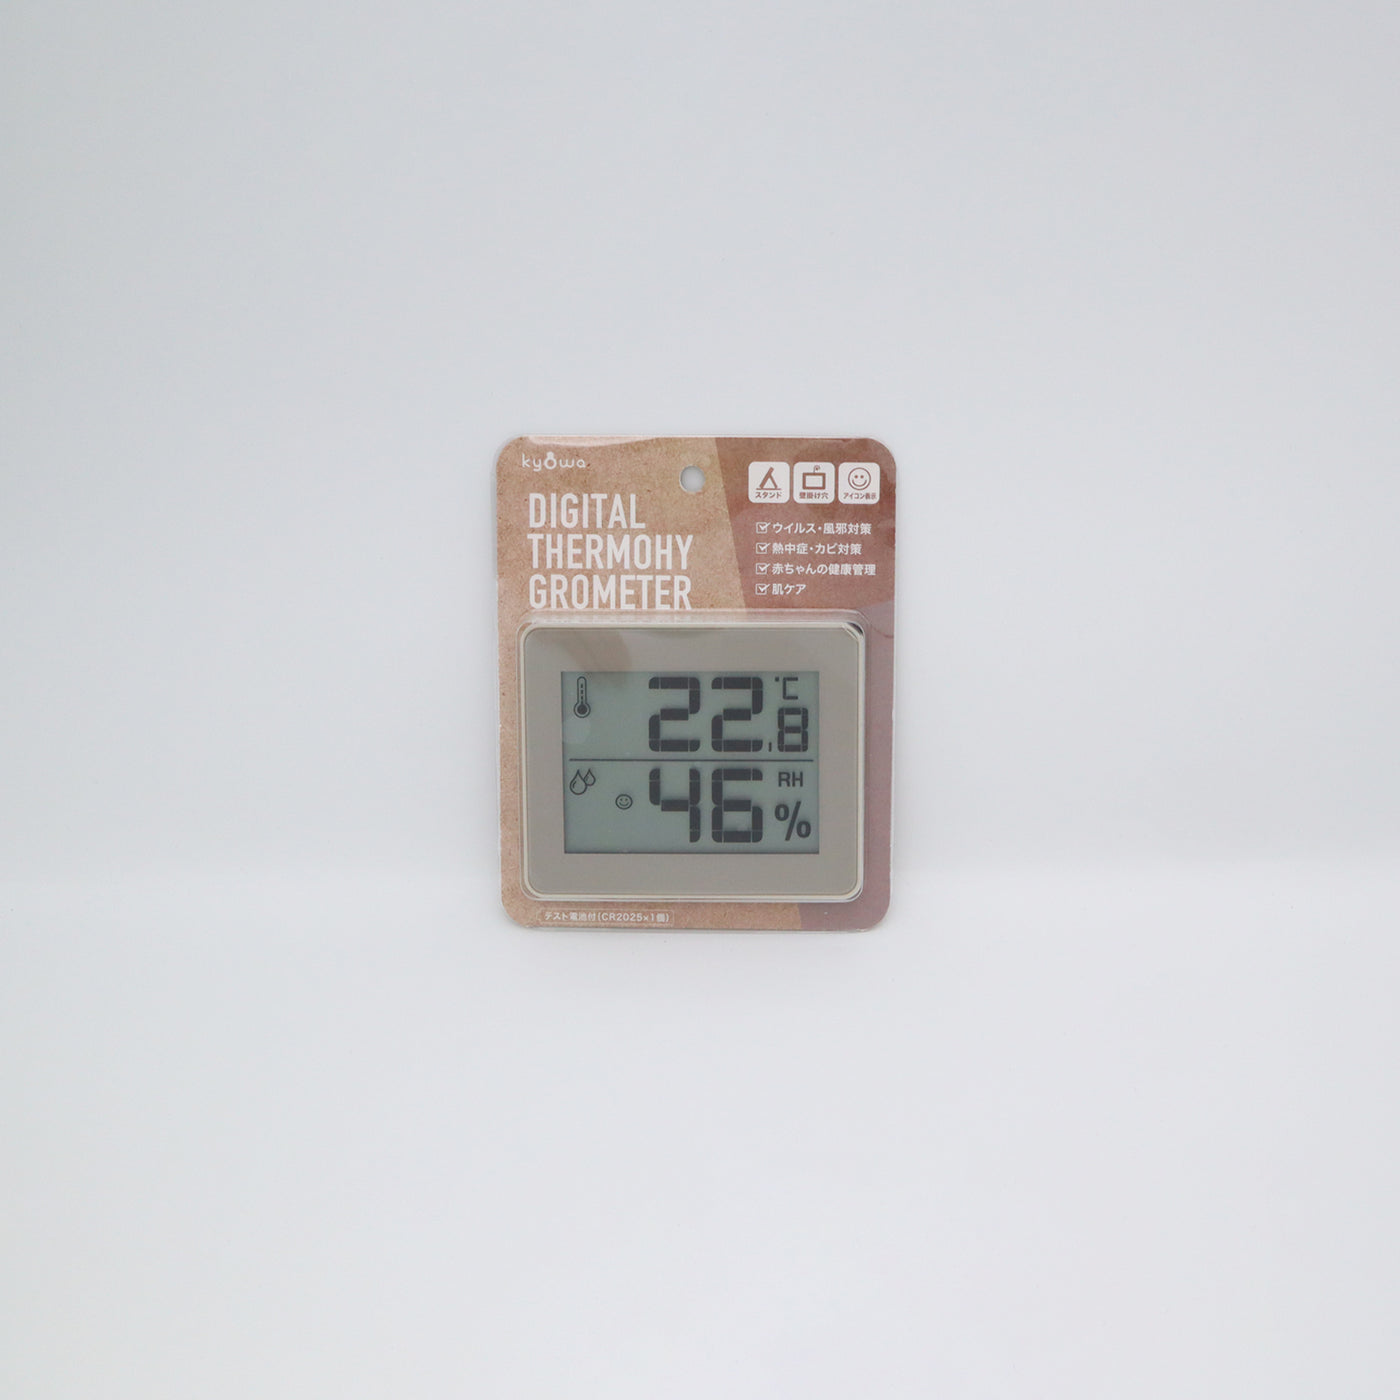 kyowa
DIGITAL
THERMOHY
GROMETER
スタンド
壁掛け穴
アイコン表示
ウイルス・風邪対策
熱中症・カビ対策
赤ちゃんの健康管理
肌ケア
22.8 ℃
46 RH %
テスト電池付(CR2025×1個)